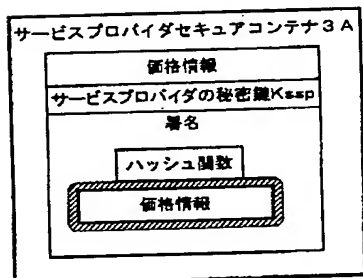 サービスプロバイダセキュアコンテナ3A
価格情報
サービスプロバイダの秘密鍵Kssp
署名
ハッシュ関数
価格情報